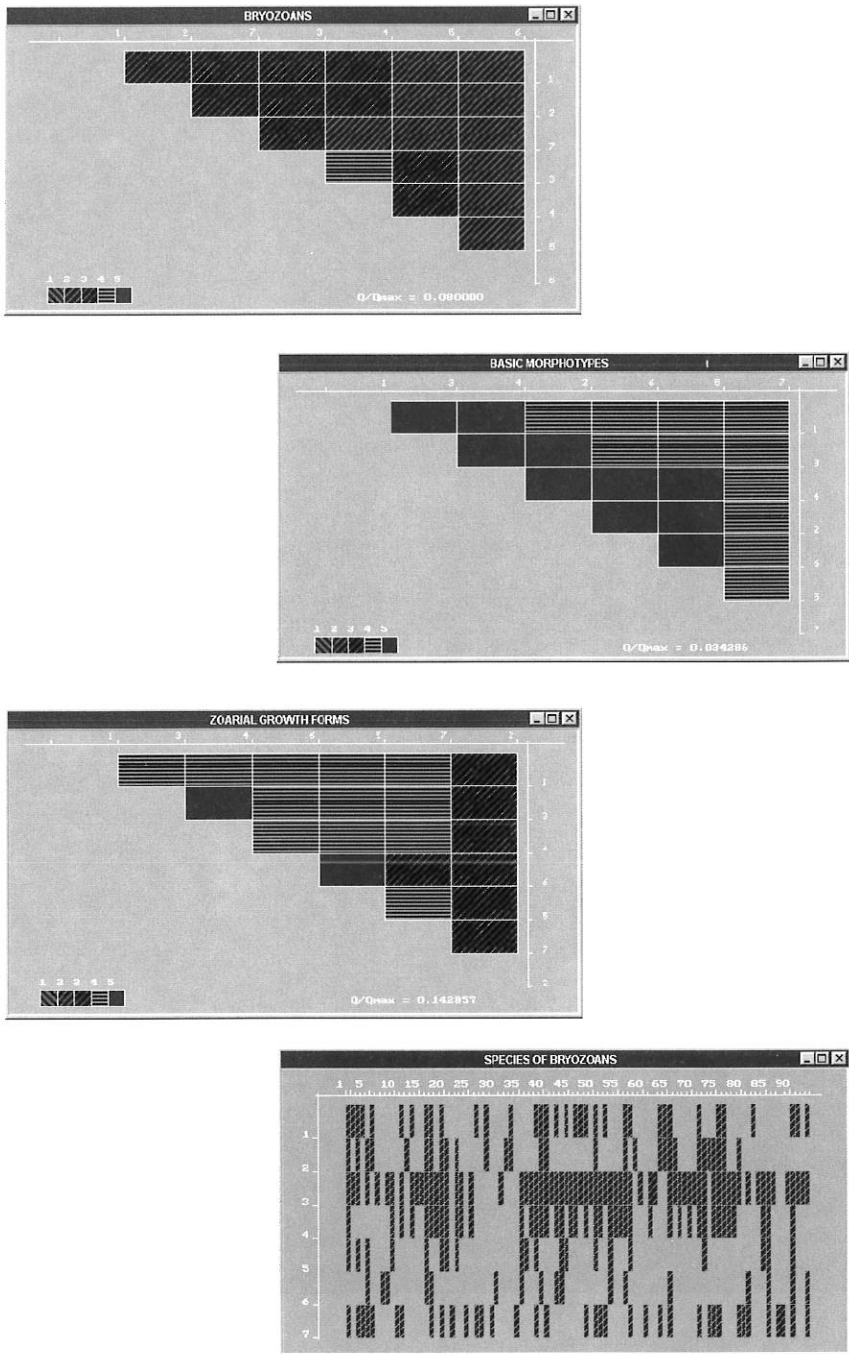 BRYOZOANS
1 2 7 3 4 5 6
1
2
7
3
4
5
6
1 2 3 4 5
Q/Qmax = 0.080000
BASIC MORPHOTYPES
1 3 4 2 6 5 7
1
3
4
2
6
5
1 2 3 4 5
Q/Qmax = 0.034286
ZOARIAL GROWTH FORMS
1 3 4 6 5 7 2
1
3
4
6
5
7
2
1 2 3 4 5
Q/Qmax = 0.142857
SPECIES OF BRYOZOANS
1 5 10 15 20 25 30 35 40 45 50 55 60 65 70 75 80 85 90
1
2
3
4
5
6
7